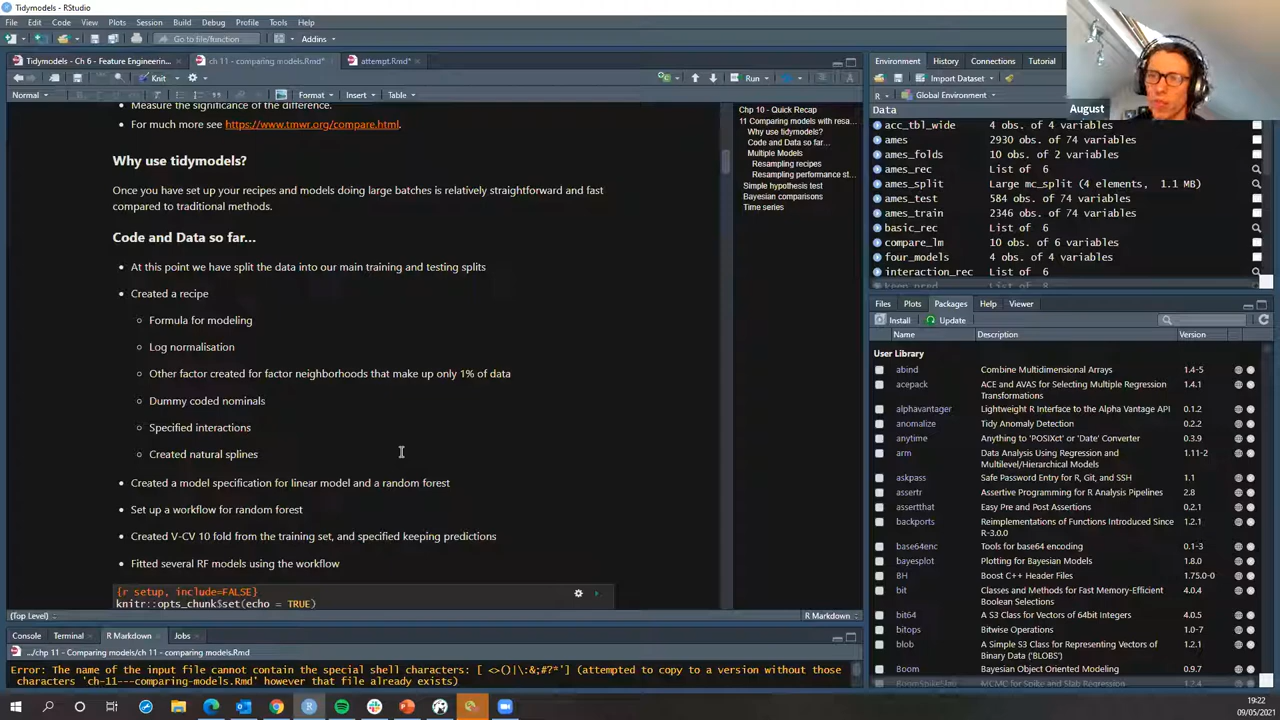 Tidymodels - RStudio
File Edit Code View Plots Session Build Debug Profile Tools Help
Go to file/function Addins
Tidymodels - Ch 6 - Feature Engineerin... ch 11 - comparing models.Rmd* attempt.Rmd*
Knit Run
Normal Format Insert Table
Measure the significance of the difference.
For much more see https://www.tmwr.org/compare.html.
Why use tidymodels?
Once you have set up your recipes and models doing large batches is relatively straightforward and fast
compared to traditional methods.
Code and Data so far...
At this point we have split the data into our main training and testing splits
Created a recipe
Formula for modeling
Log normalisation
Other factor created for factor neighborhoods that make up only 1% of data
Dummy coded nominals
Specified interactions
Created natural splines
Created a model specification for linear model and a random forest
Set up a workflow for random forest
Created V-CV 10 fold from the training set, and specified keeping predictions
Fitted several RF models using the workflow
{r setup, include=FALSE}
knitr::opts_chunk$set(echo = TRUE)
(Top Level) R Markdown
Chp 10 - Quick Recap
11 Comparing models with resa...
Why use tidymodels?
Code and Data so far...
Multiple Models
Resampling recipes
Resampling performance st...
Simple hypothesis test
Bayesian comparisons
Time series
Console Terminal R Markdown Jobs
.../chp 11 - Comparing models/ch 11 - comparing models.Rmd
Error: The name of the input file cannot contain the special shell characters: [ <>()|\:&;#?*'] (attempted to copy to a version without those
characters 'ch-11---comparing-models.Rmd' however that file already exists)
Environment History Connections Tutorial
Import Dataset
R Global Environment
Data
acc_tbl_wide 4 obs. of 4 variables
ames 2930 obs. of 74 variables
ames_folds 10 obs. of 2 variables
ames_rec List of 6
ames_split Large mc_split (4 elements, 1.1 MB)
ames_test 584 obs. of 74 variables
ames_train 2346 obs. of 74 variables
basic_rec List of 6
compare_lm 10 obs. of 6 variables
four_models 4 obs. of 4 variables
interaction_rec List of 6
keep_pred List of 8
Files Plots Packages Help Viewer
Install Update
Name Description Version
User Library
abind Combine Multidimensional Arrays 1.4-5
acepack ACE and AVAS for Selecting Multiple Regression Transformations 1.4.1
alphavantager Lightweight R Interface to the Alpha Vantage API 0.1.2
anomalize Tidy Anomaly Detection 0.2.2
anytime Anything to 'POSIXct' or 'Date' Converter 0.3.9
arm Data Analysis Using Regression and Multilevel/Hierarchical Models 1.11-2
askpass Safe Password Entry for R, Git, and SSH 1.1
assertr Assertive Programming for R Analysis Pipelines 2.8
assertthat Easy Pre and Post Assertions 0.2.1
backports Reimplementations of Functions Introduced Since R-3.0.0 1.2.1
base64enc Tools for base64 encoding 0.1-3
bayesplot Plotting for Bayesian Models 1.8.0
BH Boost C++ Header Files 1.75.0-0
bit Classes and Methods for Fast Memory-Efficient Boolean Selections 4.0.4
bit64 A S3 Class for Vectors of 64bit Integers 4.0.5
bitops Bitwise Operations 1.0-7
blob A Simple S3 Class for Representing Vectors of Binary Data ('BLOBS') 1.2.1
Boom Bayesian Object Oriented Modeling 0.9.7
BoomSpikeSlab MCMC for Spike and Slab Regression 1.2.4
August
19:22
09/05/2021